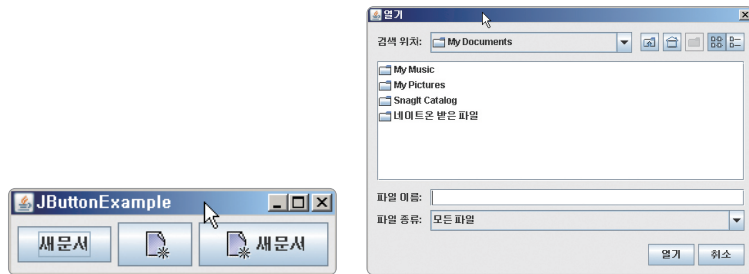 JButtonExample
새문서
새문서
열기
검색 위치: My Documents
My Music
My Pictures
SnagIt Catalog
네이트온 받은 파일
파일 이름:
파일 종류: 모든 파일
열기 취소